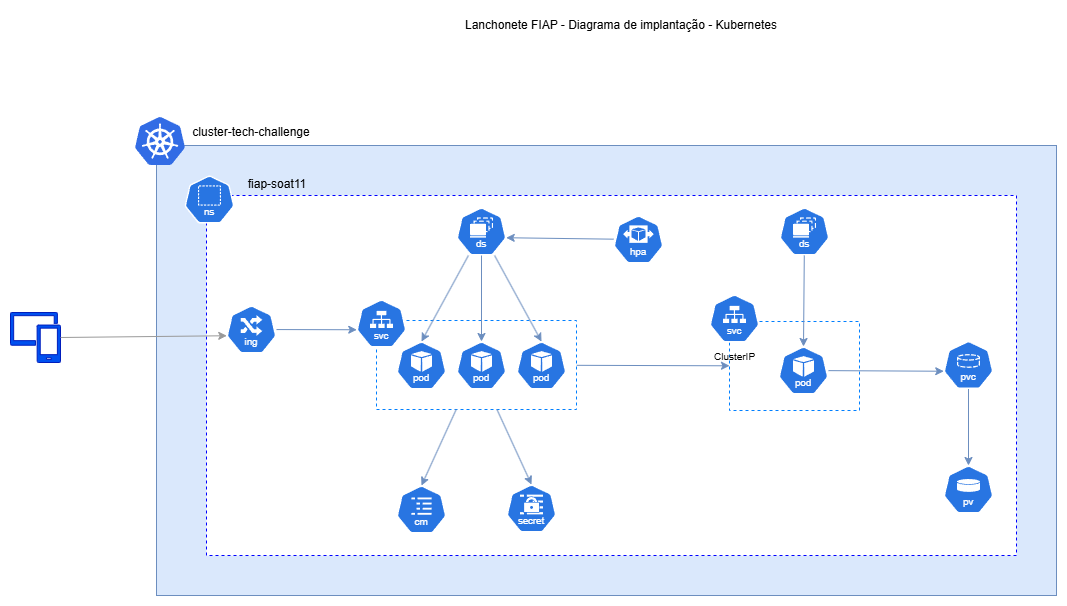 Lanchonete FIAP - Diagrama de implantação - Kubernetes
cluster-tech-challenge
fiap-soat11
ns
ds
hpa
ds
ing
svc
svc
ClusterIP
pod
pod
pod
pod
pvc
cm
secret
pv